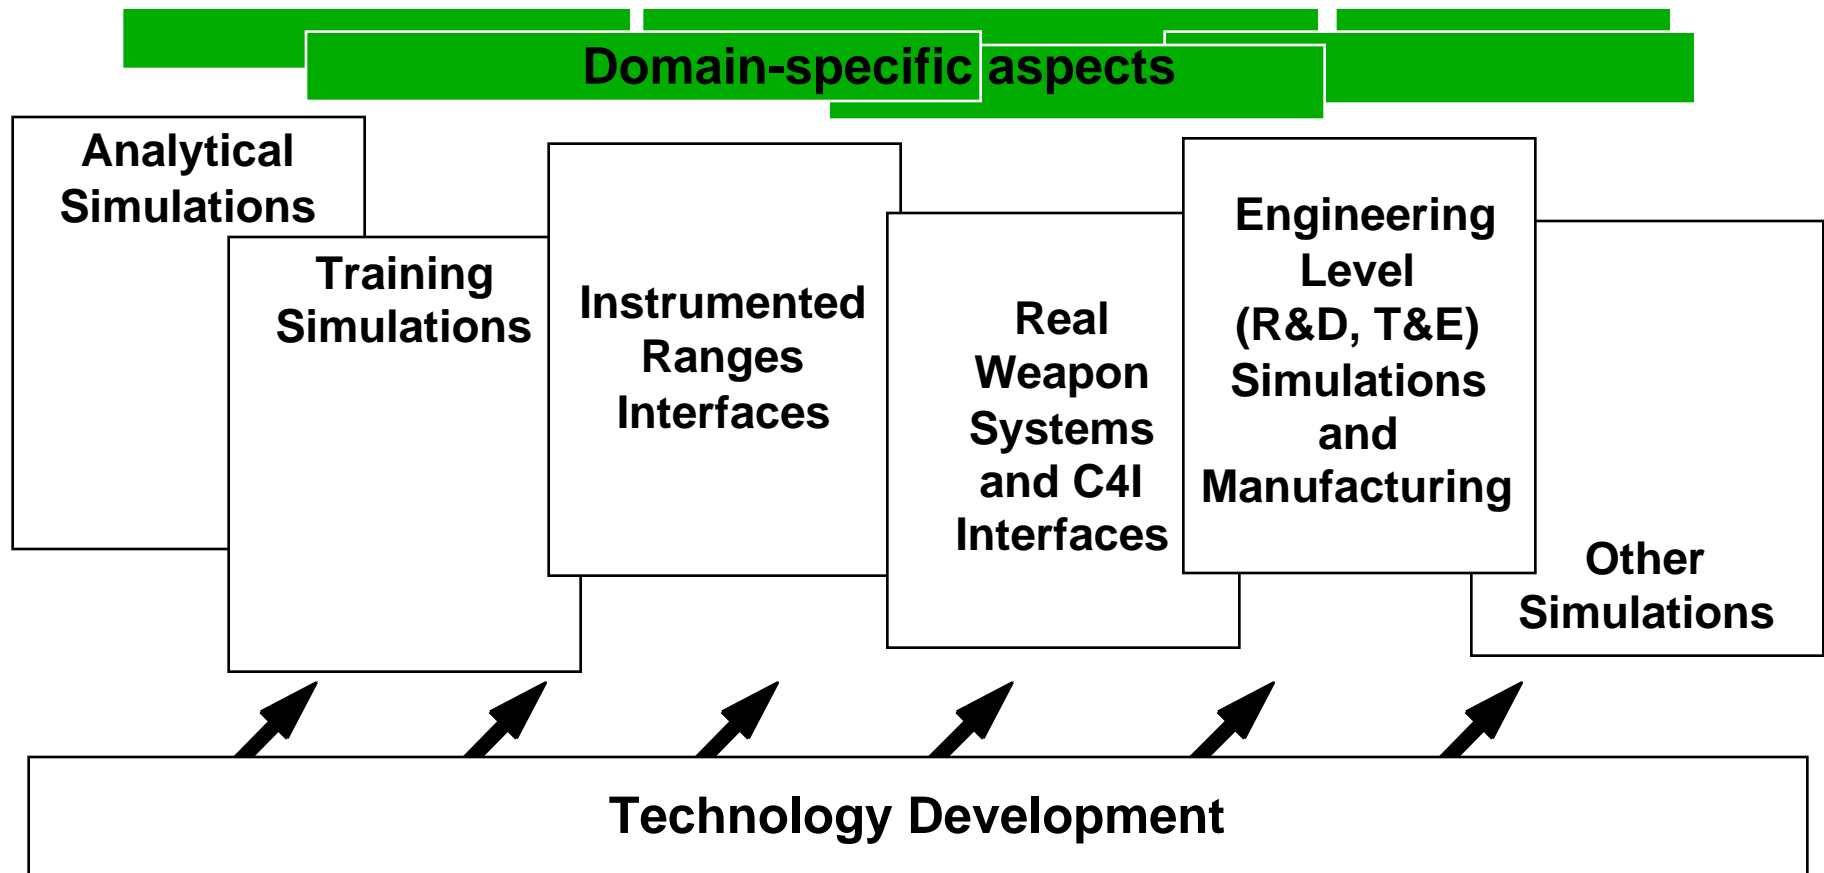 Domain-specific aspects
Analytical
Simulations
Training
Simulations
Instrumented
Ranges
Interfaces
Real
Weapon
Systems
and C4I
Interfaces
Engineering
Level
(R&D, T&E)
Simulations
and
Manufacturing
Other
Simulations
Technology Development